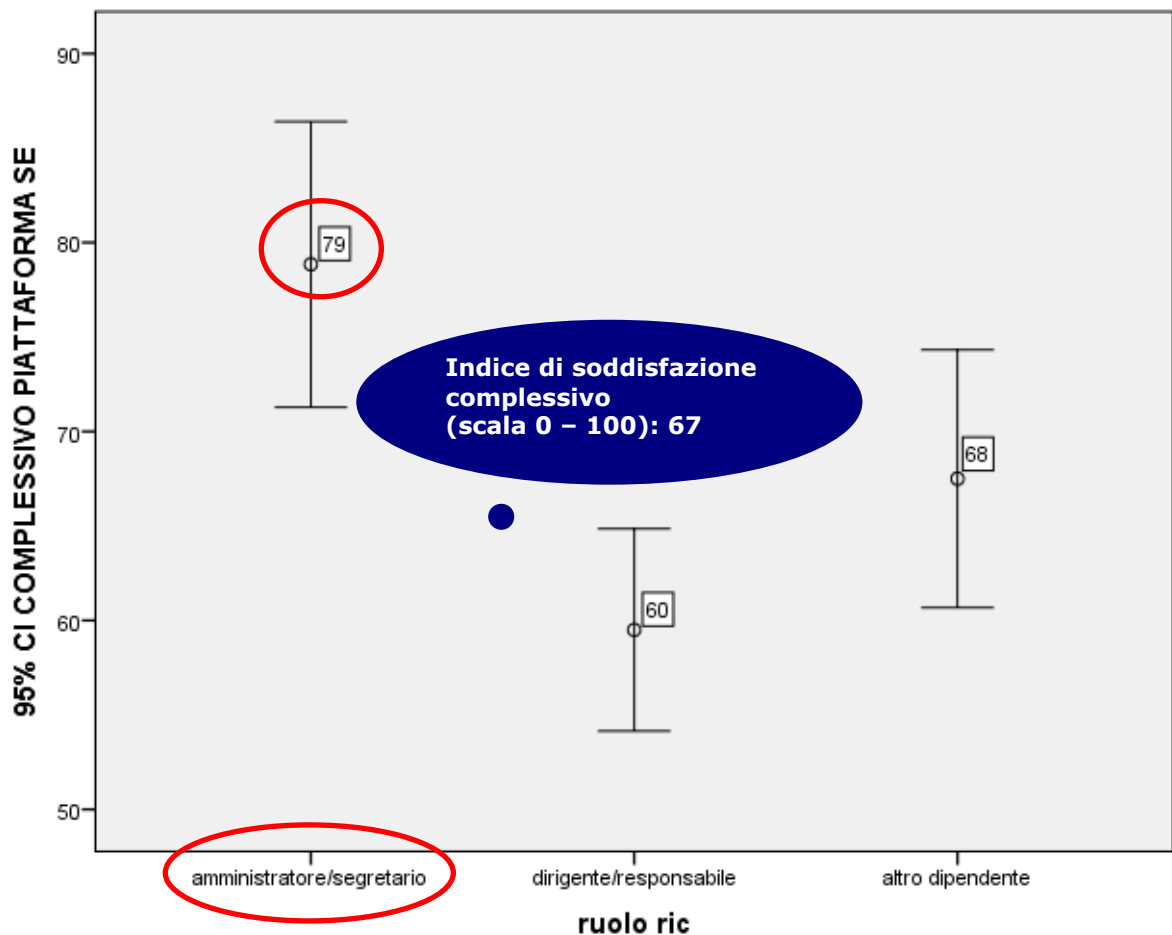 95% CI COMPLESSIVO PIATTAFORMA SE
90
80
70
60
50
79
Indice di soddisfazione
complessivo
(scala 0 – 100): 67
68
60
amministratore/segretario
dirigente/responsabile
altro dipendente
ruolo ric